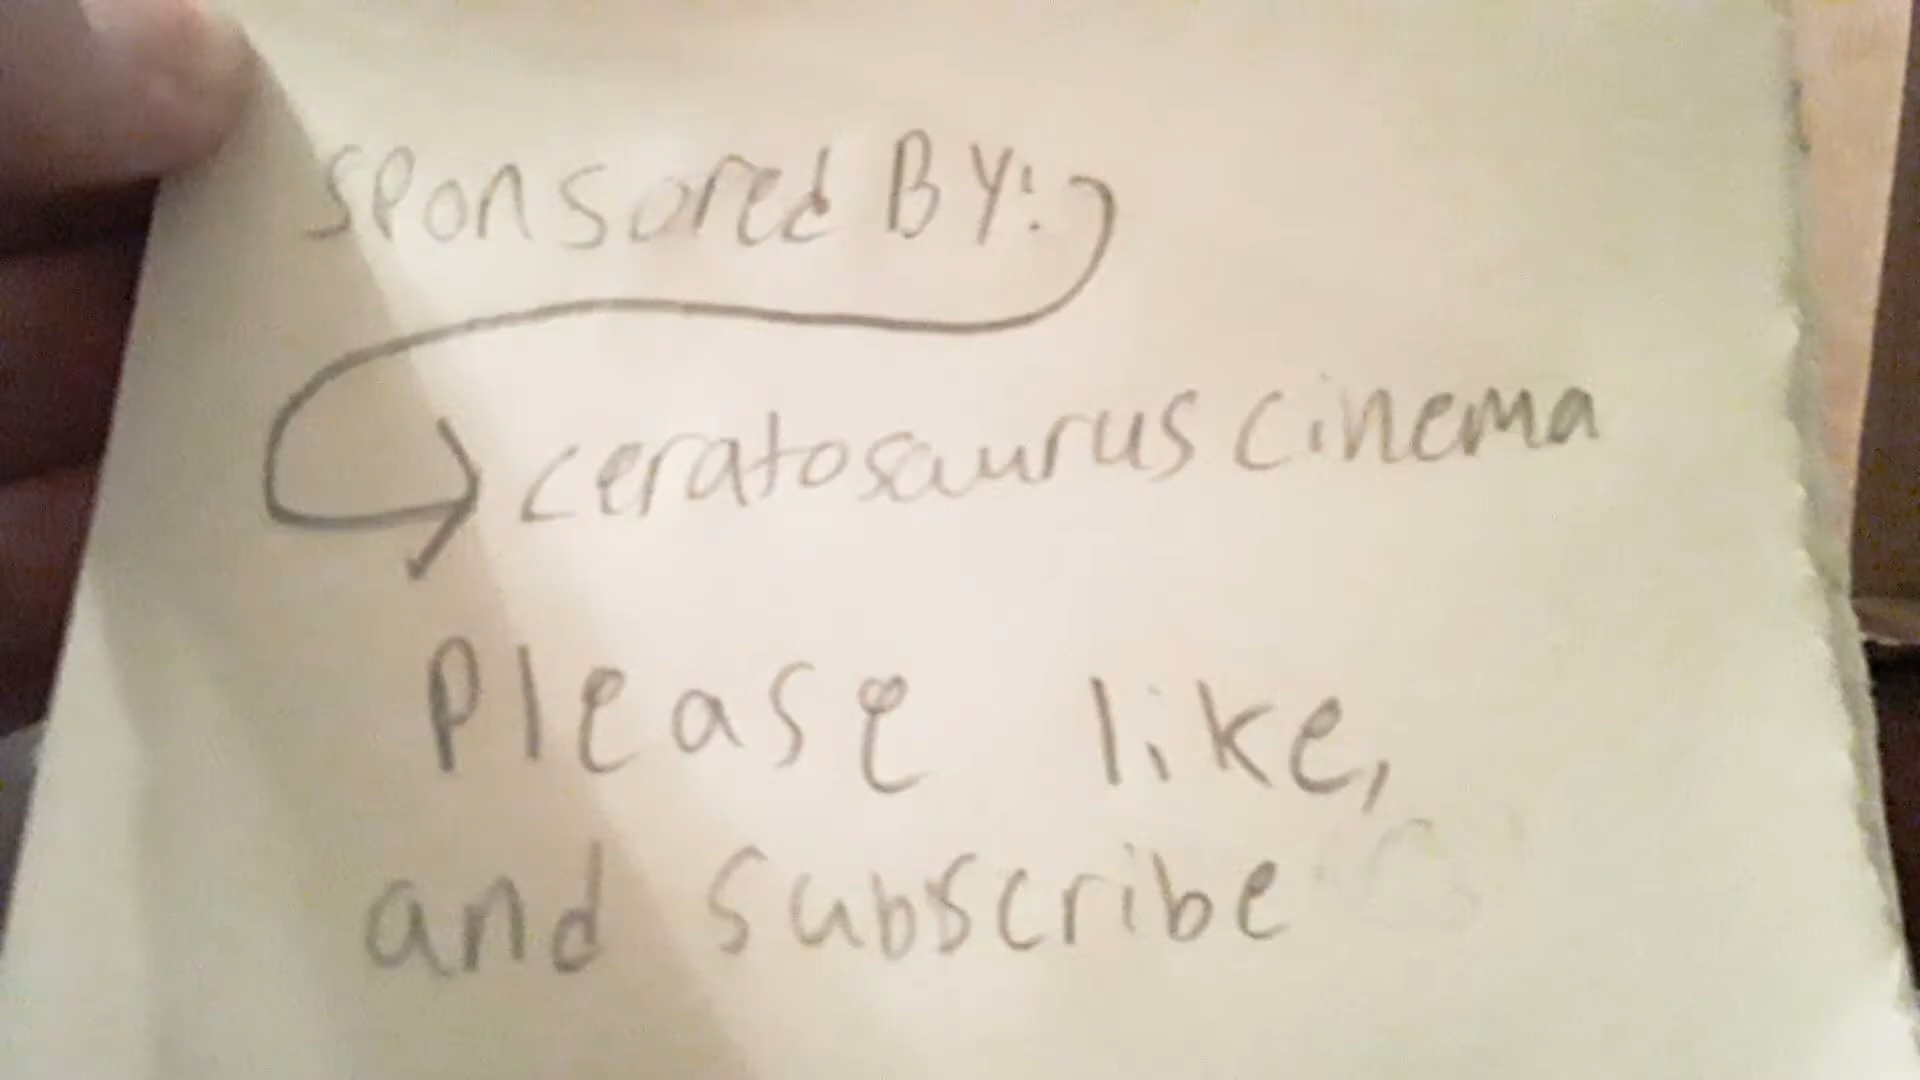 sponsored BY:
ceratosaurus cinema
Please like,
and subscribe